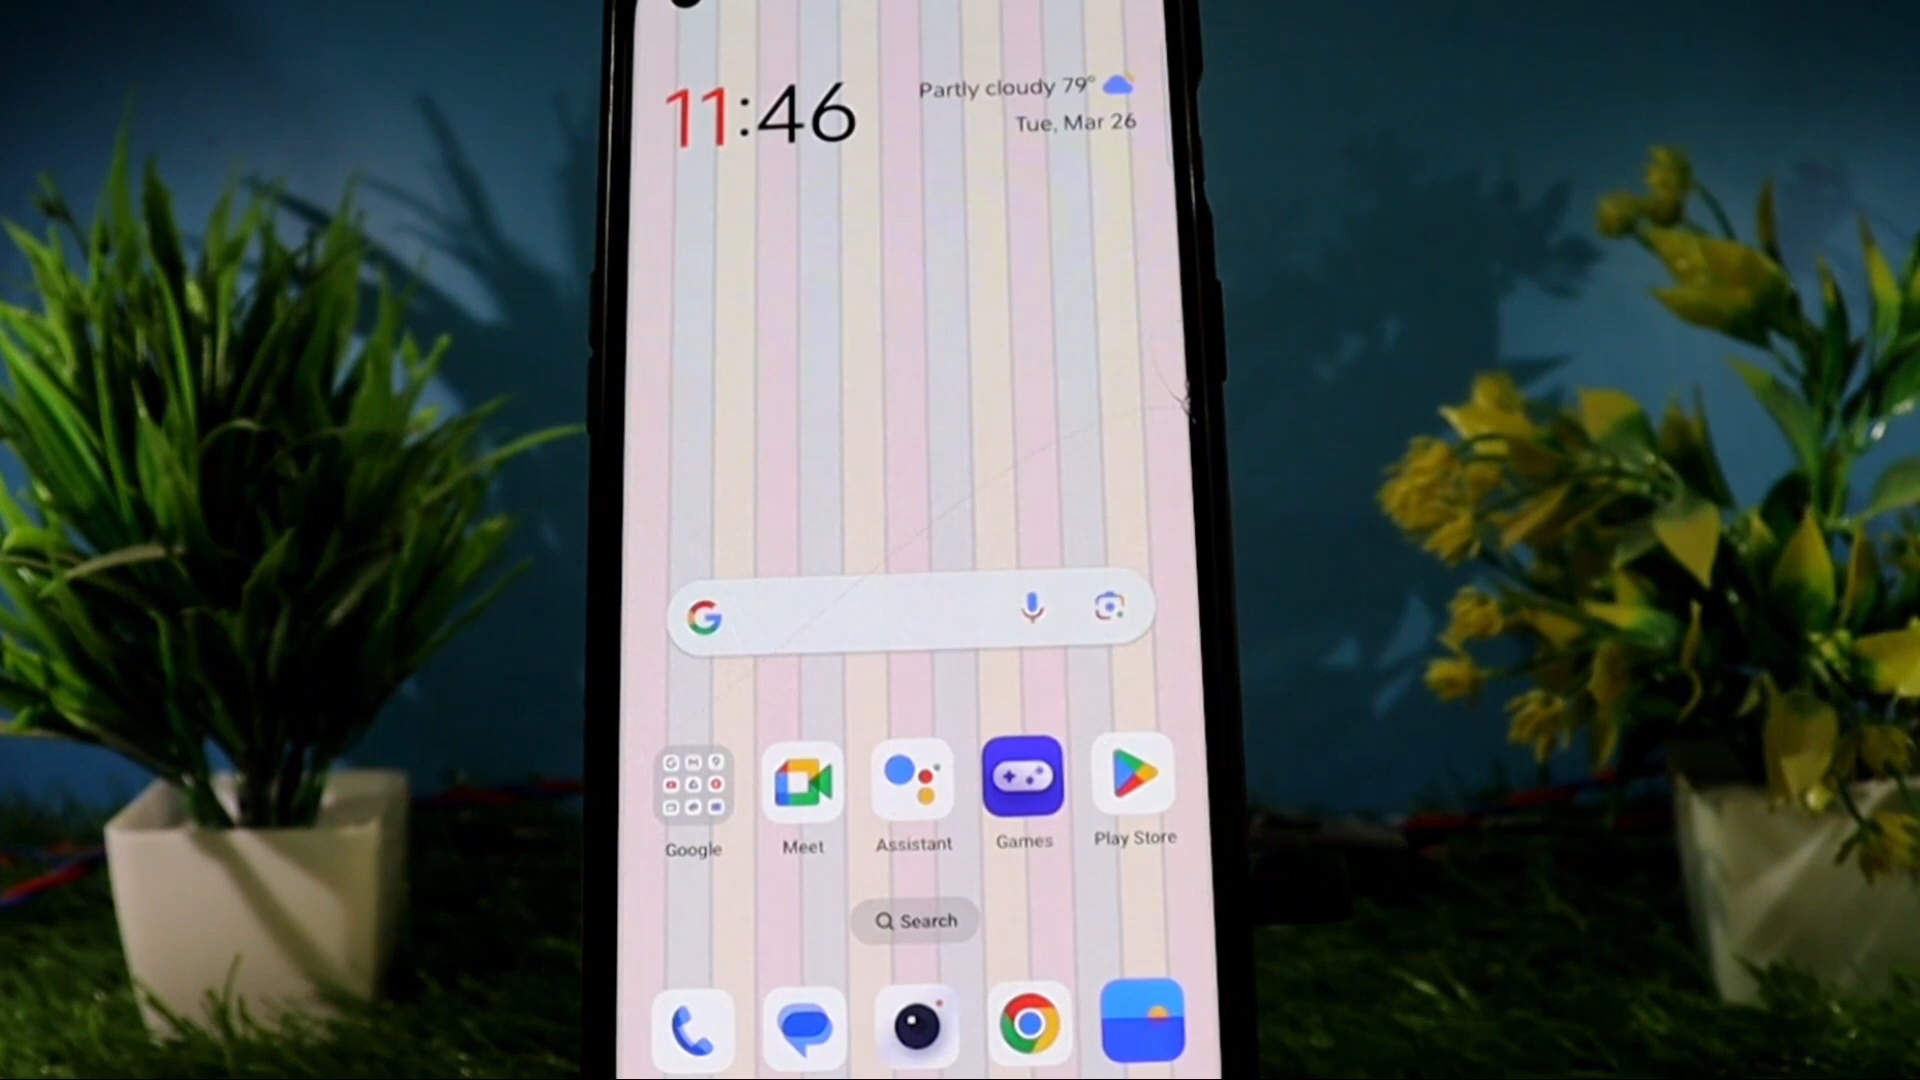 11:46
Partly cloudy 79°
Tue, Mar 26
G
Google
Meet
Assistant
Games
Play Store
Search